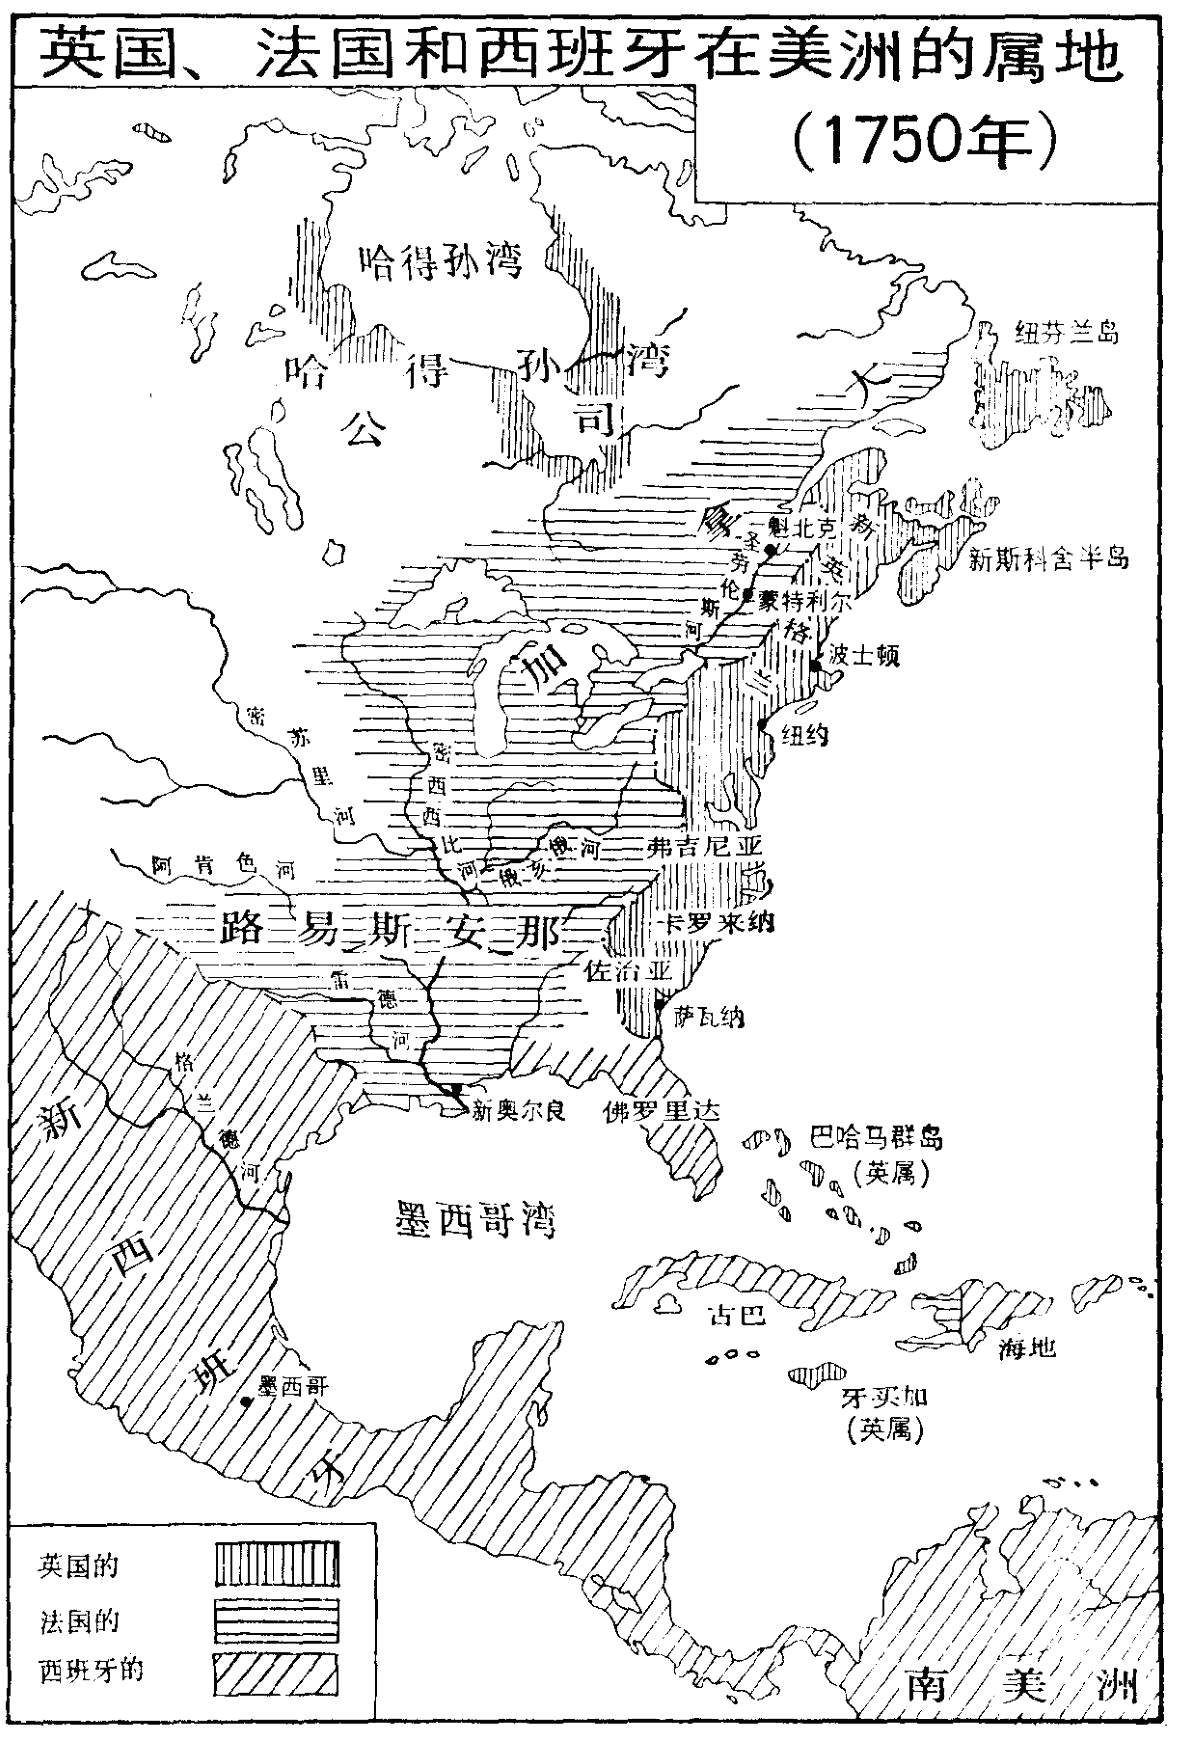 英国、法国和西班牙在美洲的属地
(1750年)
哈得孙湾
纽芬兰岛
哈得孙湾
公司
加拿大
魁北克
圣劳伦斯河
新英格兰
新斯科舍半岛
蒙特利尔
波士顿
纽约
密苏里河
密西西比河
俄亥俄河
弗吉尼亚
阿肯色河
路易斯安那
卡罗来纳
佐治亚
萨瓦纳
雷德河
格兰德河
新奥尔良
佛罗里达
巴哈马群岛
(英属)
墨西哥湾
新西班牙
古巴
海地
墨西哥
牙买加
(英属)
英国的
法国的
西班牙的
南美洲